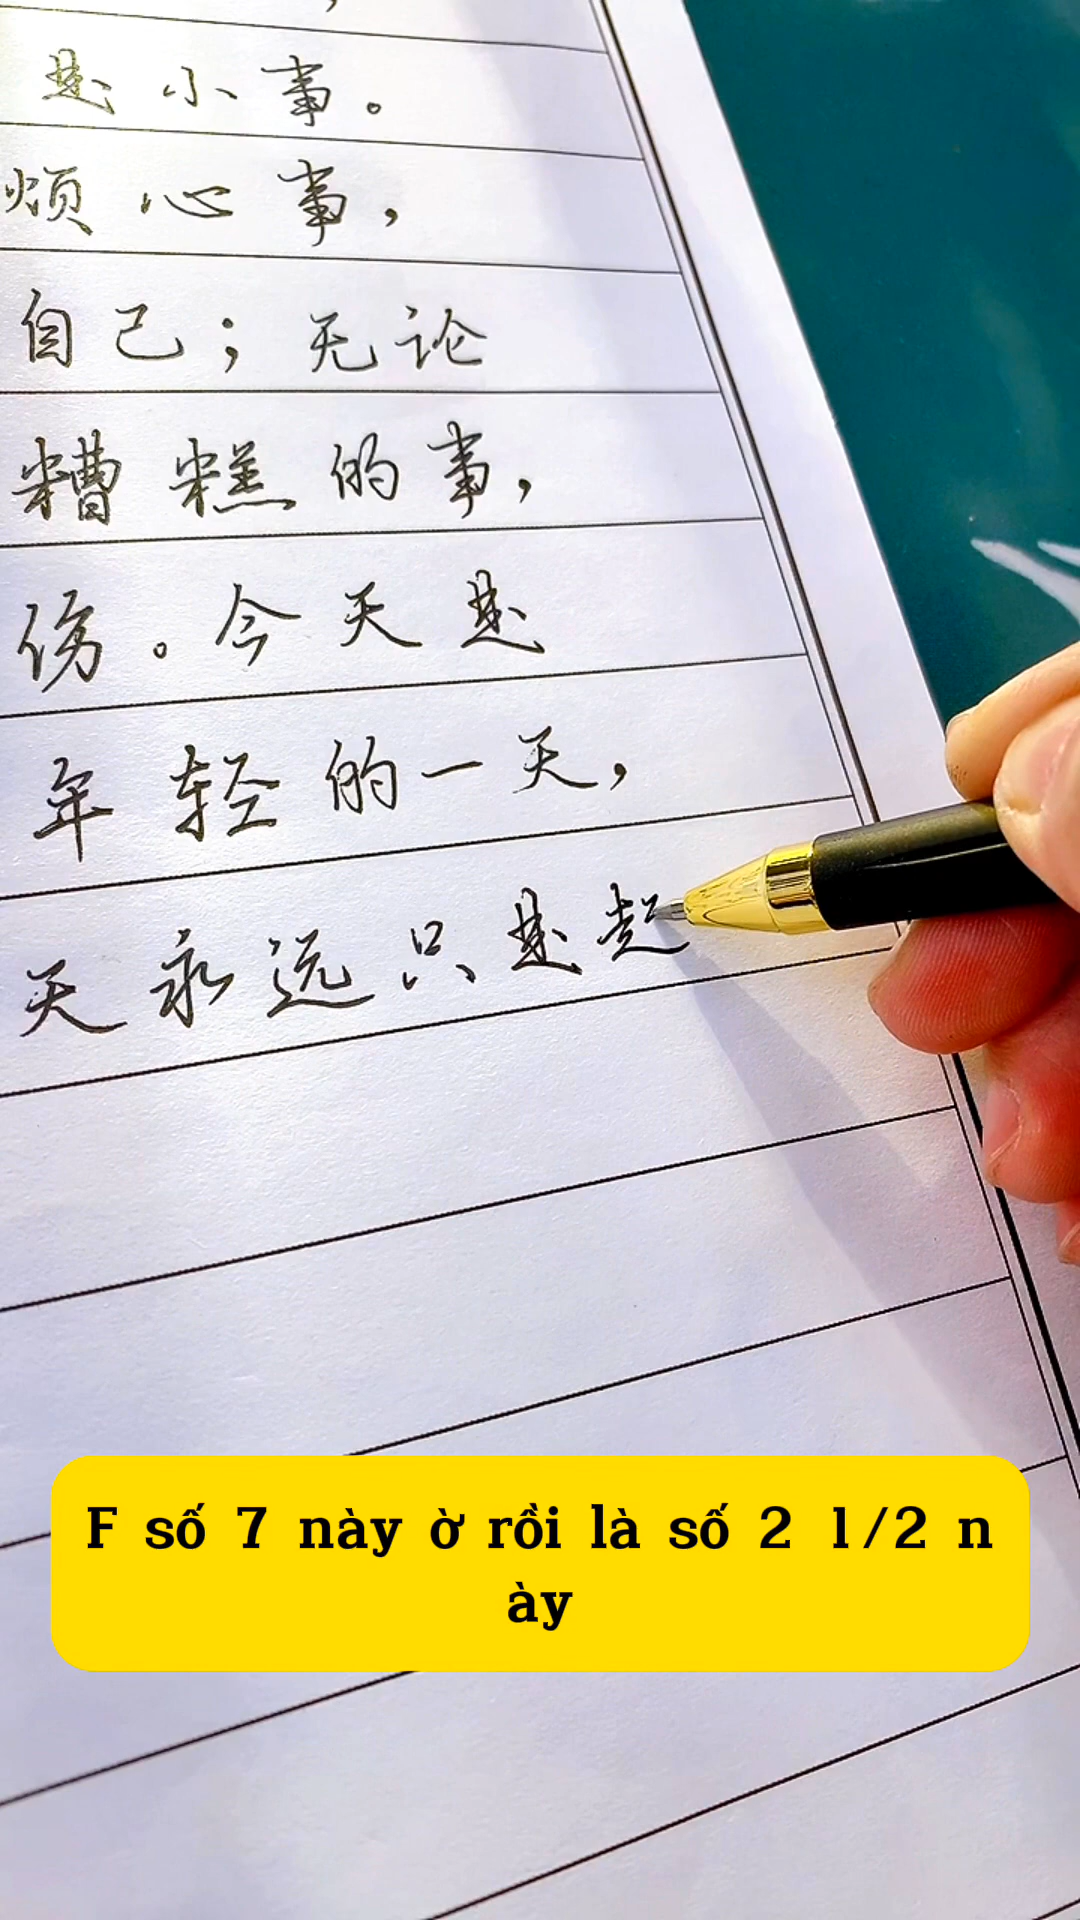 是小事。
烦心事，
自己；无论
糟糕的事，
伤。今天是
年轻的一天，
天永远只是起
F số 7 này ờ rồi là số 2 1/2 n
ày